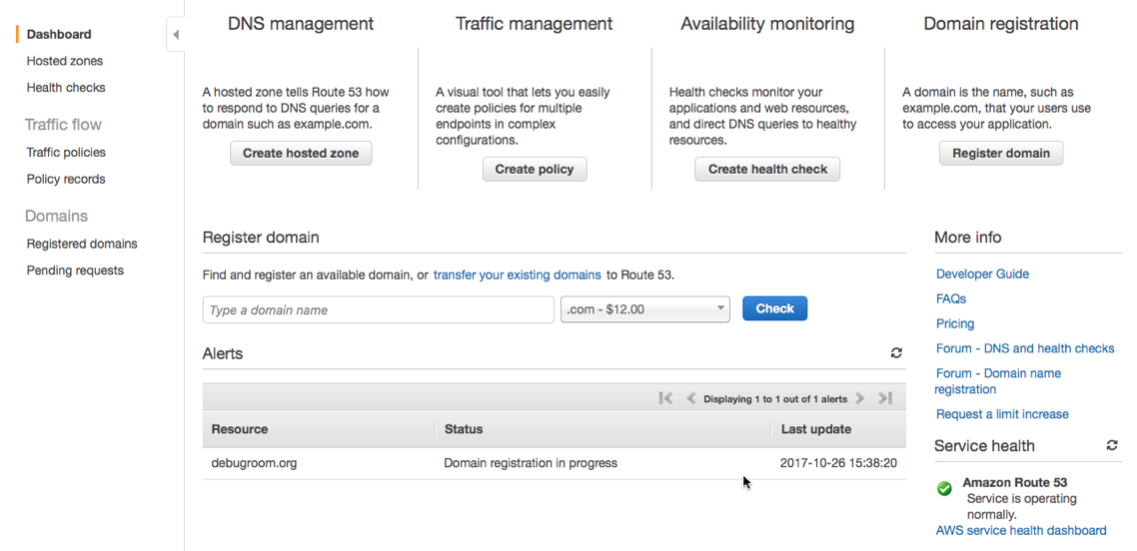 Dashboard
Hosted zones
Health checks
Traffic flow
Traffic policies
Policy records
Domains
Registered domains
Pending requests
DNS management
A hosted zone tells Route 53 how
to respond to DNS queries for a
domain such as example.com.
Create hosted zone
Traffic management
A visual tool that lets you easily
create policies for multiple
endpoints in complex
configurations.
Create policy
Availability monitoring
Health checks monitor your
applications and web resources,
and direct DNS queries to healthy
resources.
Create health check
Domain registration
A domain is the name, such as
example.com, that your users use
to access your application.
Register domain
Register domain
Find and register an available domain, or transfer your existing domains to Route 53.
Type a domain name
.com - $12.00
Check
Alerts
Displaying 1 to 1 out of 1 alerts
Resource Status Last update
debugroom.org Domain registration in progress 2017-10-26 15:38:20
More info
Developer Guide
FAQs
Pricing
Forum - DNS and health checks
Forum - Domain name
registration
Request a limit increase
Service health
Amazon Route 53
Service is operating
normally.
AWS service health dashboard